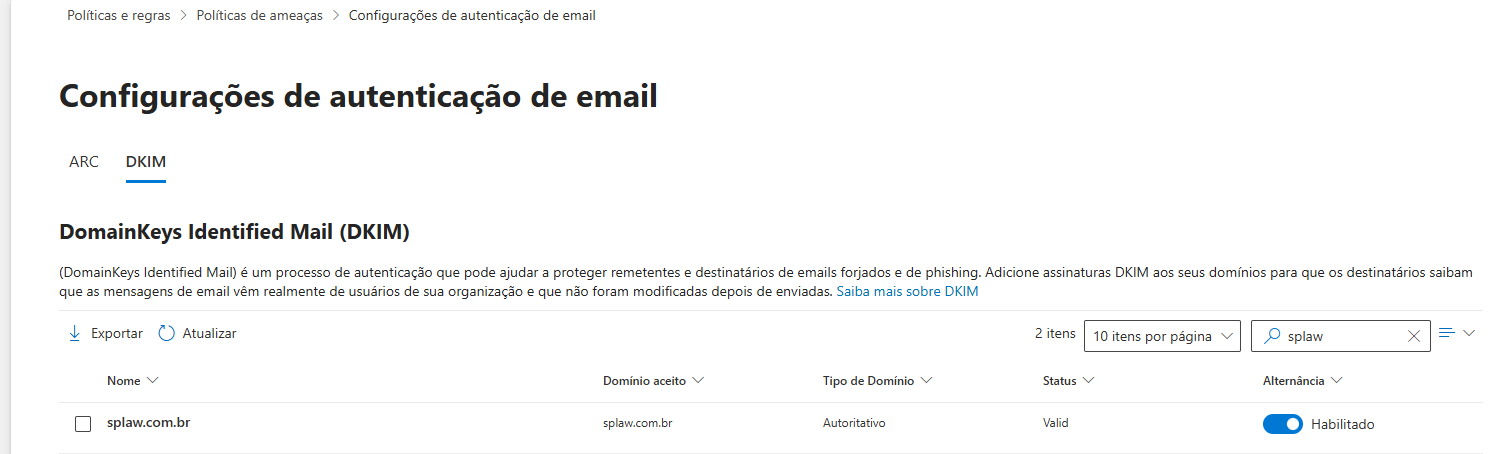 Políticas e regras > Políticas de ameaças > Configurações de autenticação de email
Configurações de autenticação de email
ARC DKIM
DomainKeys Identified Mail (DKIM)
(DomainKeys Identified Mail) é um processo de autenticação que pode ajudar a proteger remetentes e destinatários de emails forjados e de phishing. Adicione assinaturas DKIM aos seus domínios para que os destinatários saibam
que as mensagens de email vêm realmente de usuários de sua organização e que não foram modificadas depois de enviadas. Saiba mais sobre DKIM
Exportar Atualizar 2 itens 10 itens por página splaw
Nome Domínio aceito Tipo de Domínio Status Alternância
splaw.com.br splaw.com.br Autoritativo Valid Habilitado